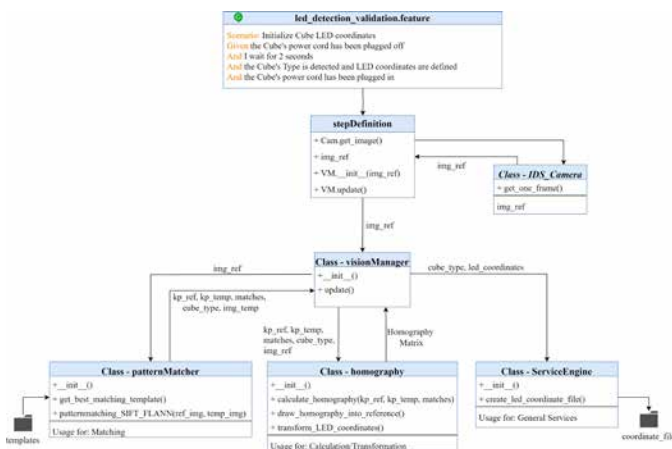 led_detection_validation.feature
Scenario: Initialize Cube LED coordinates
Given the Cube's power cord has been plugged off
And I wait for 2 seconds
And the Cube's Type is detected and LED coordinates are defined
And the Cube's power cord has been plugged in
stepDefinition
+ Cam.get_image()
+ img_ref
+ VM.__init__(img_ref)
+ VM.update()
img_ref
Class - IDS_Camera
+ get_one_frame()
img_ref
img_ref
Class - visionManager
+__init__()
+ update()
img_ref
kp_ref, kp_temp, matches,
cube_type, img_temp
cube_type, led_coordinates
kp_ref, kp_temp,
matches, cube_type,
img_ref
Homography
Matrix
Class - patternMatcher
+__init__()
+ get_best_matching_template()
+ patternmatching_SIFT_FLANN(ref_img, temp_img)
Usage for: Matching
templates
Class - homography
+__init__()
+ calculate_homography(kp_ref, kp_temp, matches)
+ draw_homography_into_reference()
+ transform_LED_coordinates()
Usage for: Calculation/Transformation
Class - ServiceEngine
+__init__()
+ create_led_coordinate_file()
Usage for: General Services
coordinate_file